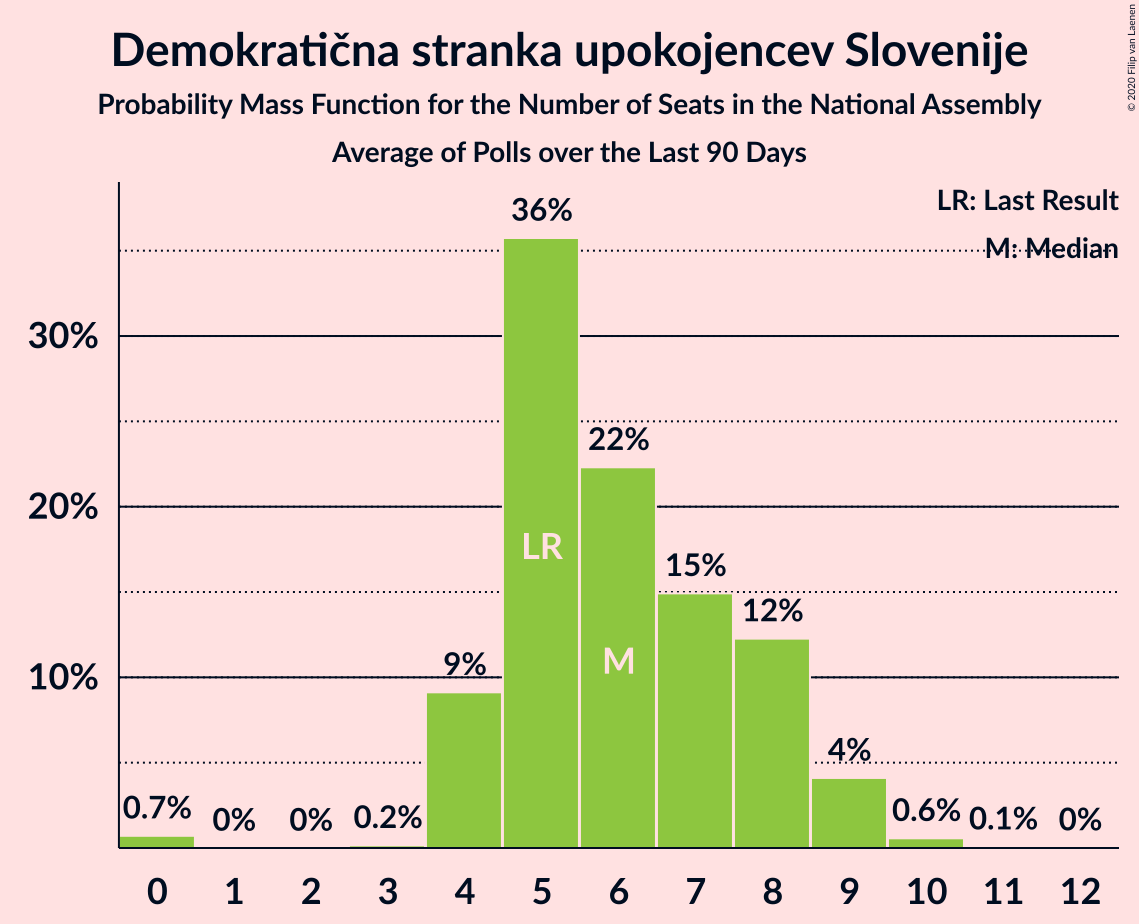 Demokratična stranka upokojencev Slovenije
Probability Mass Function for the Number of Seats in the National Assembly
Average of Polls over the Last 90 Days
© 2020 Filip van Laenen
LR: Last Result
M: Median
36%
30%
22%
20%
LR
15%
12%
M
9%
10%
4%
0.7%
0%
0%
0.2%
0.6%
0.1%
0%
0 1 2 3 4 5 6 7 8 9 10 11 12